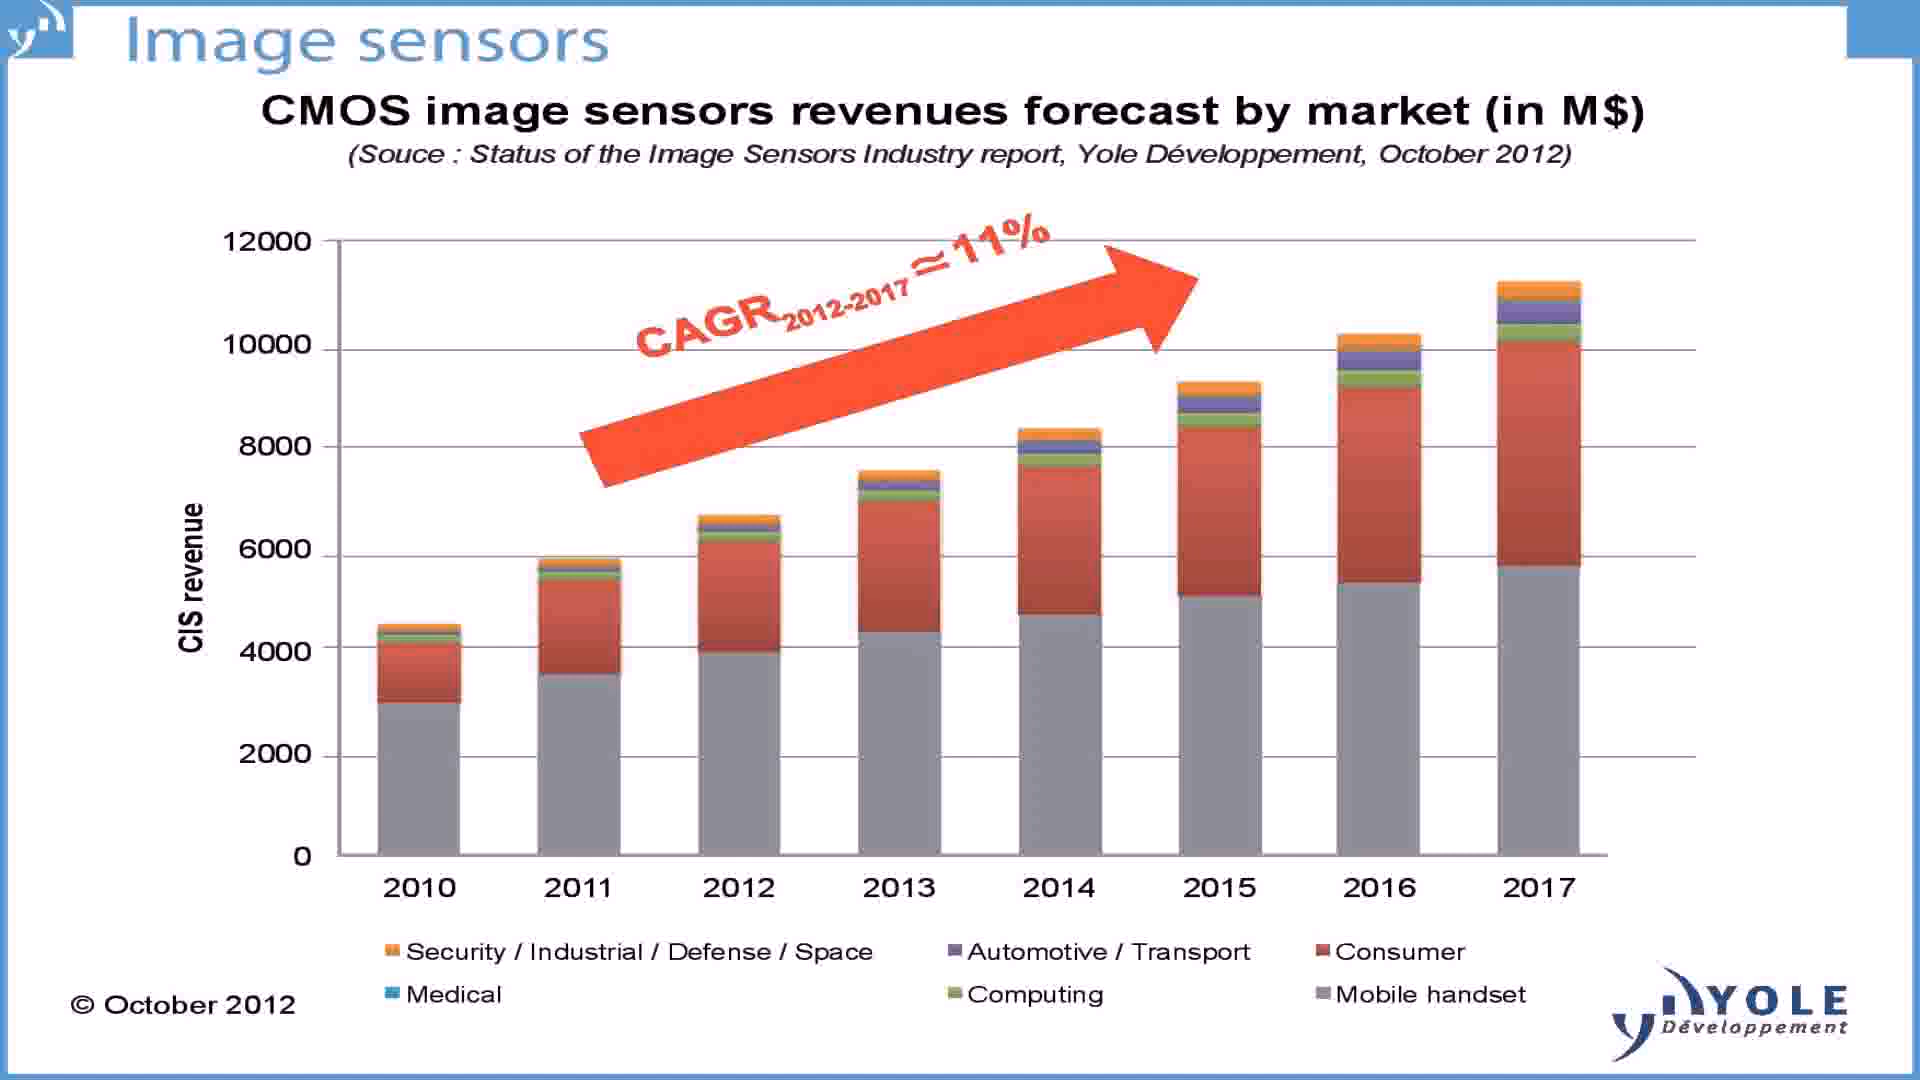 Image sensors
CMOS image sensors revenues forecast by market (in M$)
(Souce : Status of the Image Sensors Industry report, Yole Développement, October 2012)
CAGR2012-2017 ≃ 11%
12000
10000
8000
6000
4000
2000
0
CIS revenue
2010 2011 2012 2013 2014 2015 2016 2017
Security / Industrial / Defense / Space Automotive / Transport Consumer
Medical Computing Mobile handset
© October 2012
YOLE
Développement